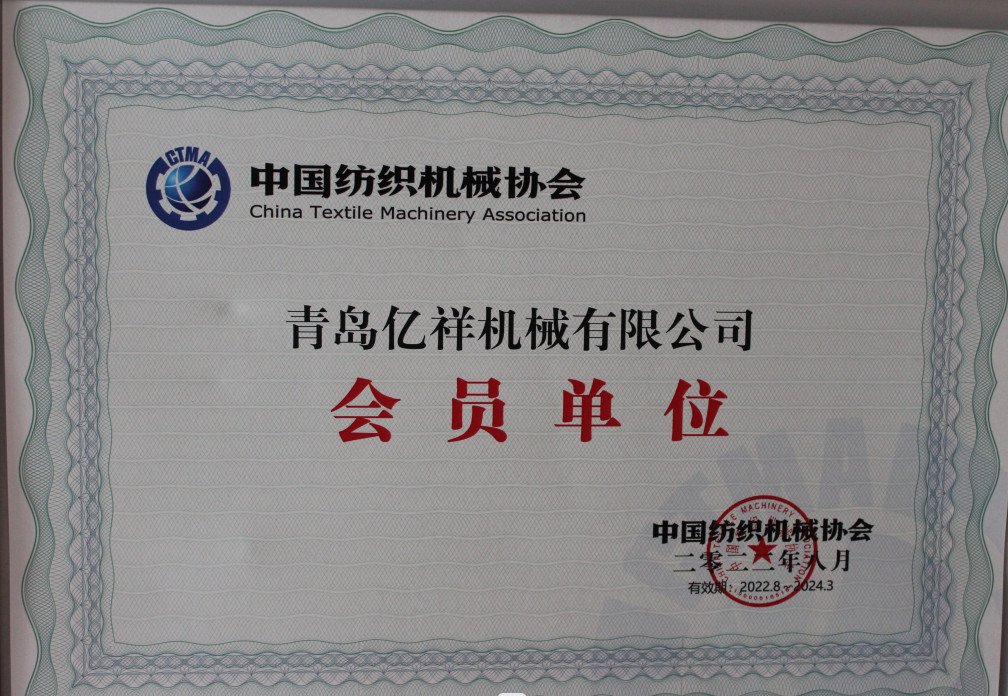 CTMA
中国纺织机械协会
China Textile Machinery Association
青岛亿祥机械有限公司
会员单位
中国纺织机械协会
二零二二年八月
有效期：2022.8-2024.3